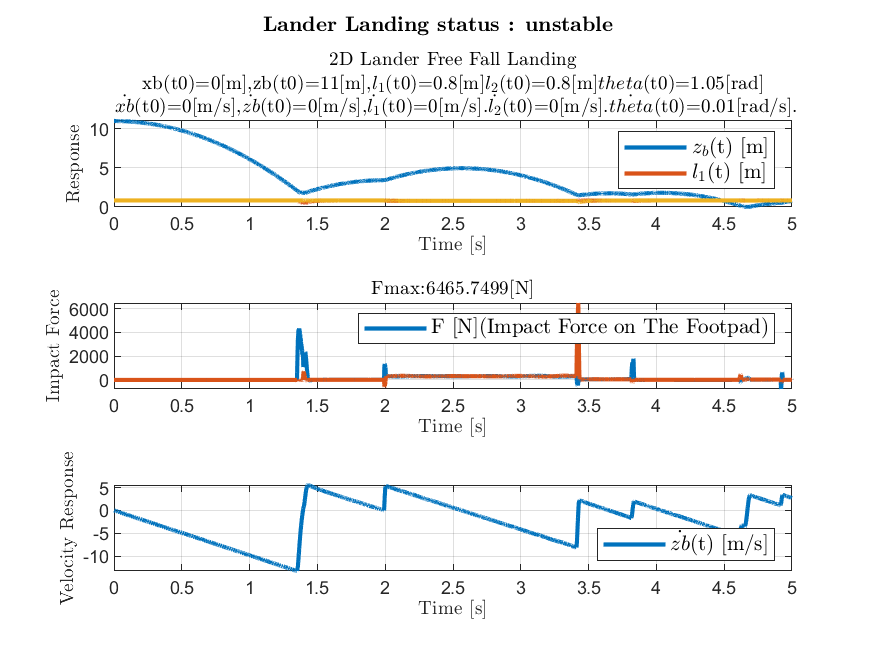 Lander Landing status : unstable
2D Lander Free Fall Landing
xb(t0)=0[m],zb(t0)=11[m],l₁(t0)=0.8[m]l₂(t0)=0.8[m]theta(t0)=1.05[rad]
ẋb(t0)=0[m/s],żb(t0)=0[m/s],l̇₁(t0)=0[m/s].l̇₂(t0)=0[m/s].thėta(t0)=0.01[rad/s].
Response
10
5
0
z_b(t) [m]
l₁(t) [m]
0 0.5 1 1.5 2 2.5 3 3.5 4 4.5 5
Time [s]
Fmax:6465.7499[N]
Impact Force
6000
4000
2000
0
F [N](Impact Force on The Footpad)
0 0.5 1 1.5 2 2.5 3 3.5 4 4.5 5
Time [s]
Velocity Response
5
0
-5
-10
żb(t) [m/s]
0 0.5 1 1.5 2 2.5 3 3.5 4 4.5 5
Time [s]